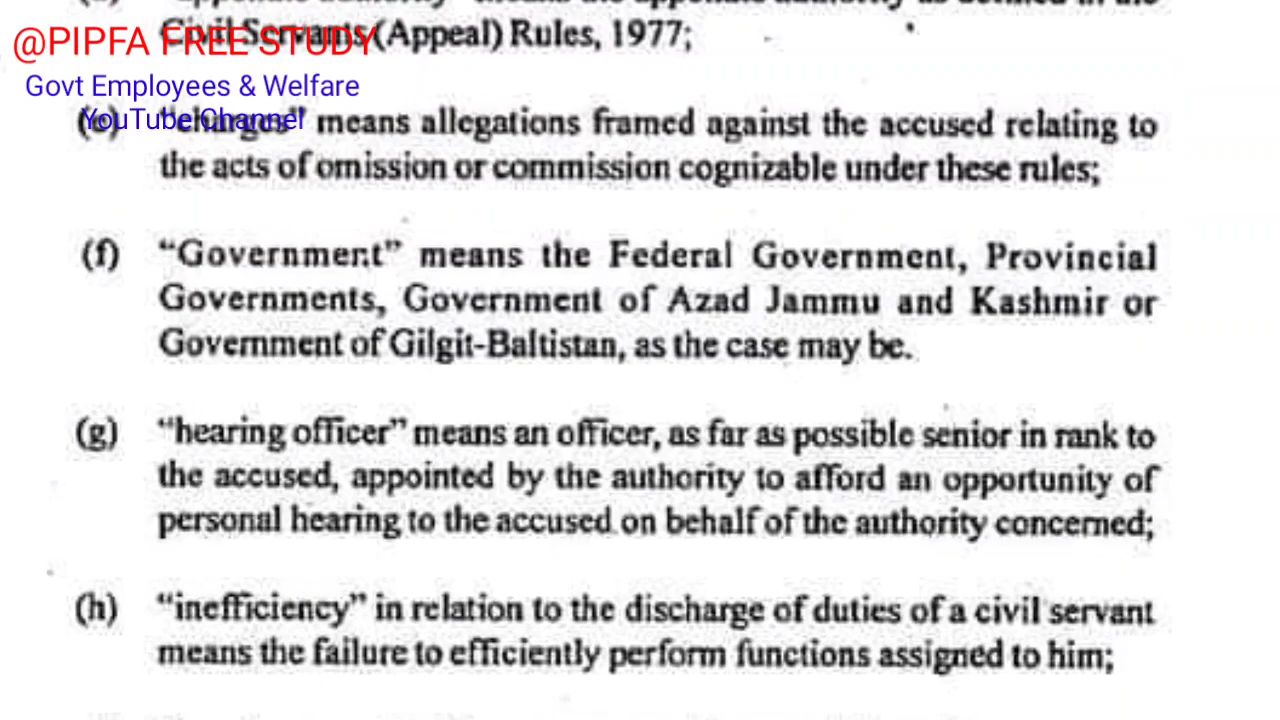 Civil Servants (Appeal) Rules, 1977;
@PIPFA FREE STUDY
Govt Employees & Welfare
YouTube Channel
(e) "charges" means allegations framed against the accused relating to
the acts of omission or commission cognizable under these rules;
(f) "Government" means the Federal Government, Provincial
Governments, Government of Azad Jammu and Kashmir or
Government of Gilgit-Baltistan, as the case may be.
(g) "hearing officer" means an officer, as far as possible senior in rank to
the accused, appointed by the authority to afford an opportunity of
personal hearing to the accused on behalf of the authority concerned;
(h) "inefficiency" in relation to the discharge of duties of a civil servant
means the failure to efficiently perform functions assigned to him;